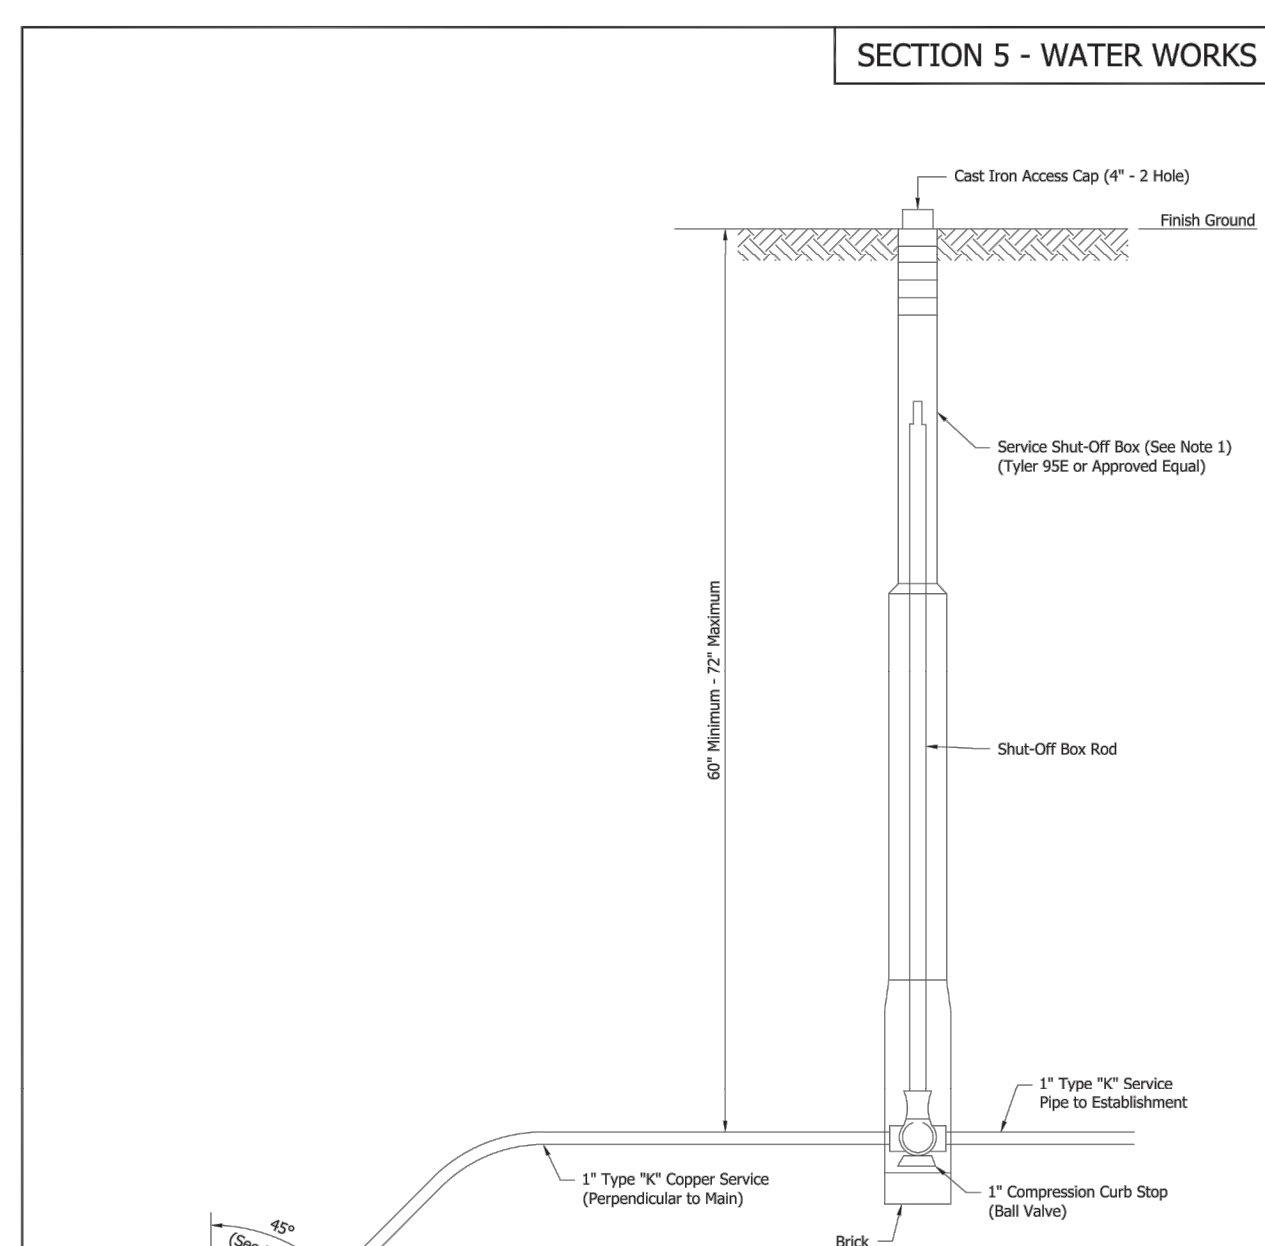 SECTION 5 - WATER WORKS
Cast Iron Access Cap (4" - 2 Hole)
Finish Ground
Service Shut-Off Box (See Note 1)
(Tyler 95E or Approved Equal)
60" Minimum - 72" Maximum
Shut-Off Box Rod
1" Type "K" Service
Pipe to Establishment
1" Type "K" Copper Service
(Perpendicular to Main)
1" Compression Curb Stop
(Ball Valve)
45°
Brick